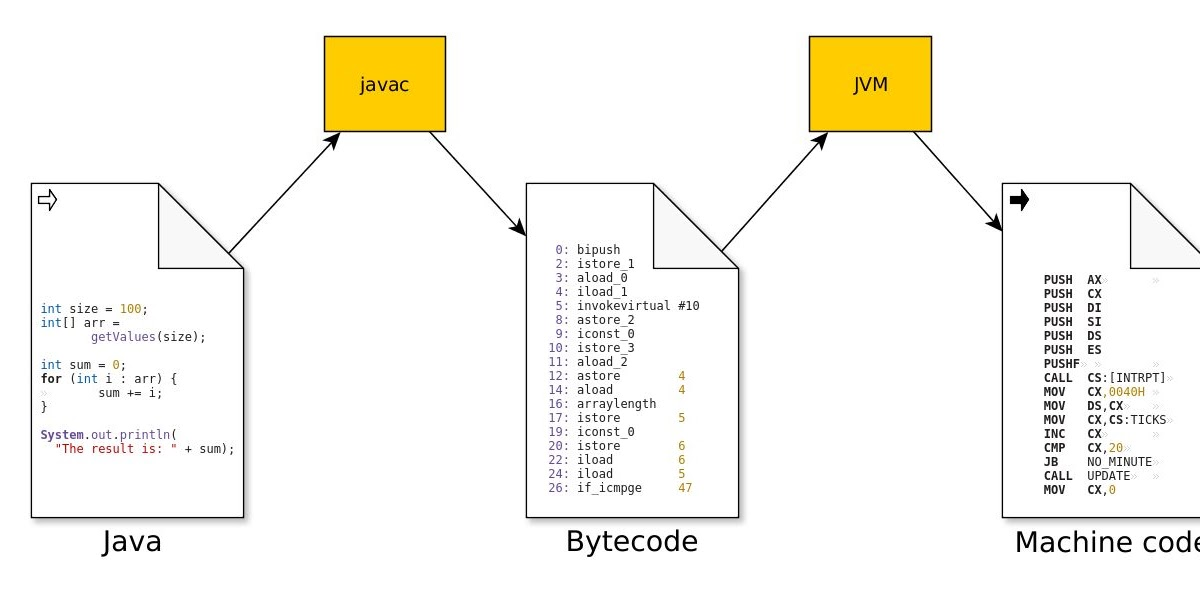 javac
JVM
int size = 100;
int[] arr =
       getValues(size);
int sum = 0;
for (int i : arr) {
        sum += i;
}
System.out.println(
  "The result is: " + sum);
Java
0: bipush
2: istore_1
3: aload_0
4: iload_1
5: invokevirtual #10
8: astore_2
9: iconst_0
10: istore_3
11: aload_2
12: astore        4
14: aload         4
16: arraylength
17: istore        5
19: iconst_0
20: istore        6
22: iload         6
24: iload         5
26: if_icmpge     47
Bytecode
PUSH  AX»      »
PUSH  CX
PUSH  DI
PUSH  SI
PUSH  DS
PUSH  ES
PUSHF» »       »
CALL  CS:[INTRPT]»
MOV   CX,0040H »
MOV   DS,CX»   »
MOV   CX,CS:TICKS»
INC   CX»      »
CMP   CX,20»
JB    NO_MINUTE»
CALL  UPDATE»  »
MOV   CX,0
Machine code